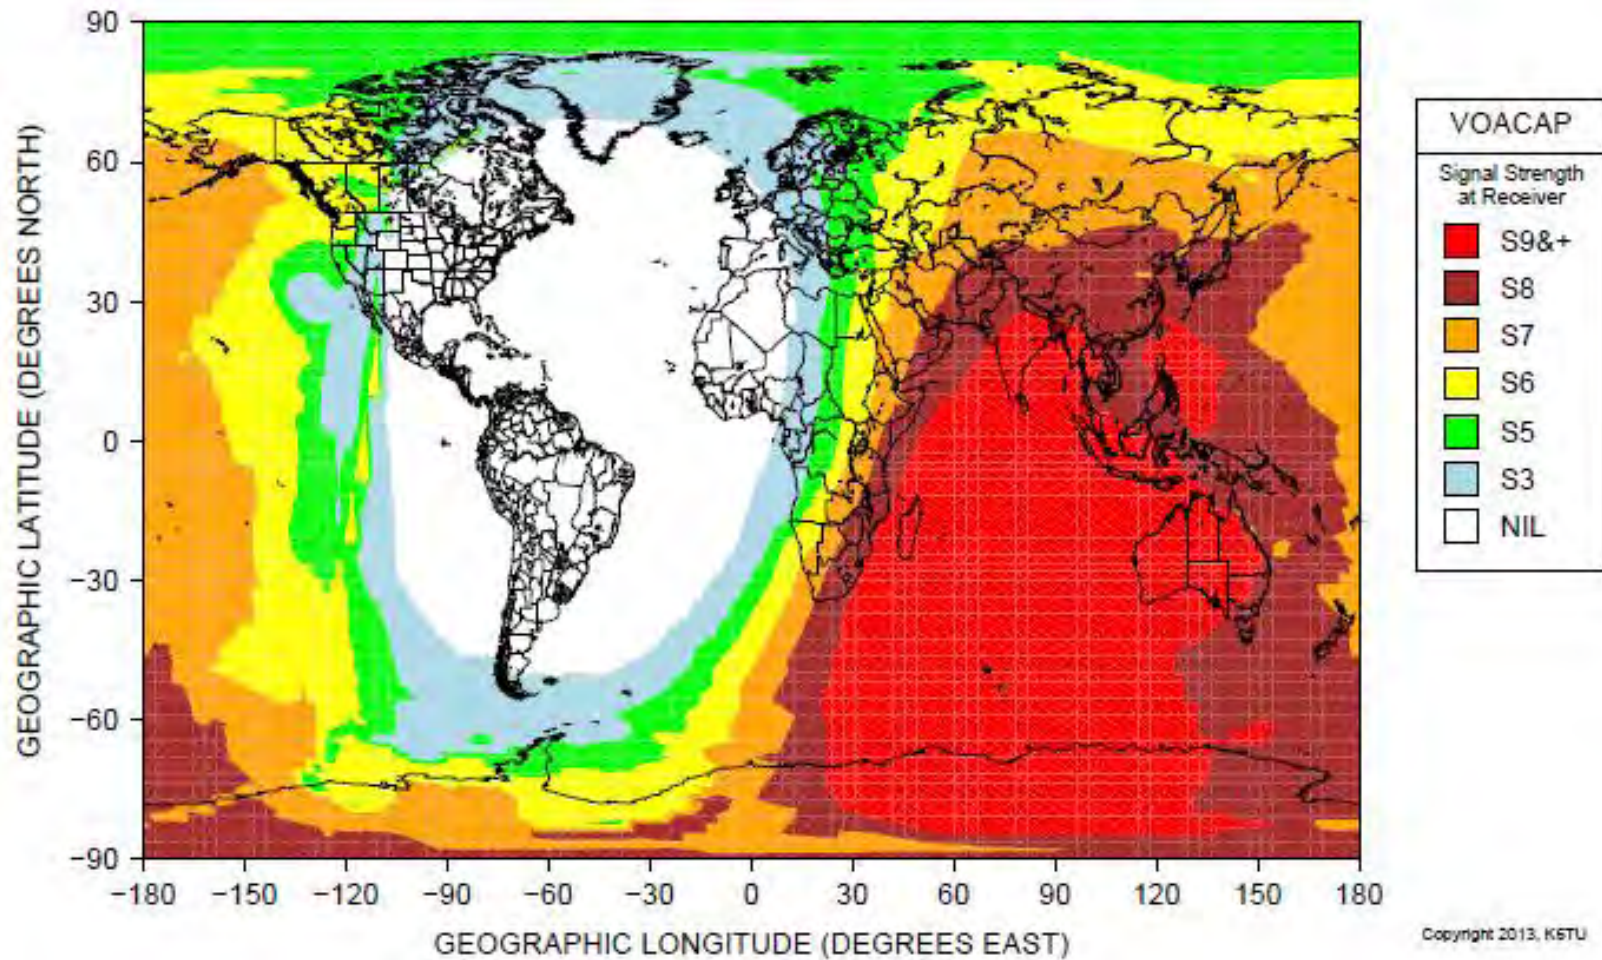 90
60
30
0
−30
−60
−90
GEOGRAPHIC LATITUDE (DEGREES NORTH)
−180 −150 −120 −90 −60 −30 0 30 60 90 120 150 180
GEOGRAPHIC LONGITUDE (DEGREES EAST)
VOACAP
Signal Strength
at Receiver
S9&+
S8
S7
S6
S5
S3
NIL
Copyright 2013, K6TU